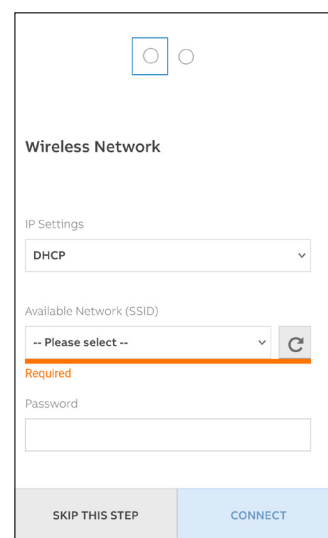 Wireless Network
IP Settings
DHCP
Available Network (SSID)
-- Please select --
Required
Password
SKIP THIS STEP
CONNECT